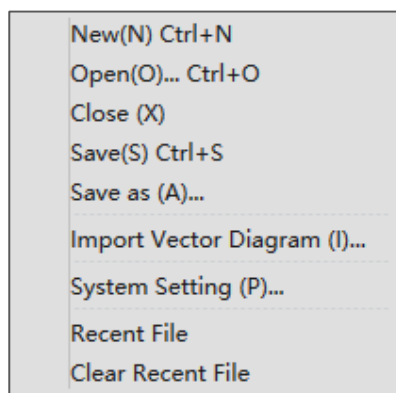 New(N) Ctrl+N
Open(O)... Ctrl+O
Close (X)
Save(S) Ctrl+S
Save as (A)...
Import Vector Diagram (I)...
System Setting (P)...
Recent File
Clear Recent File